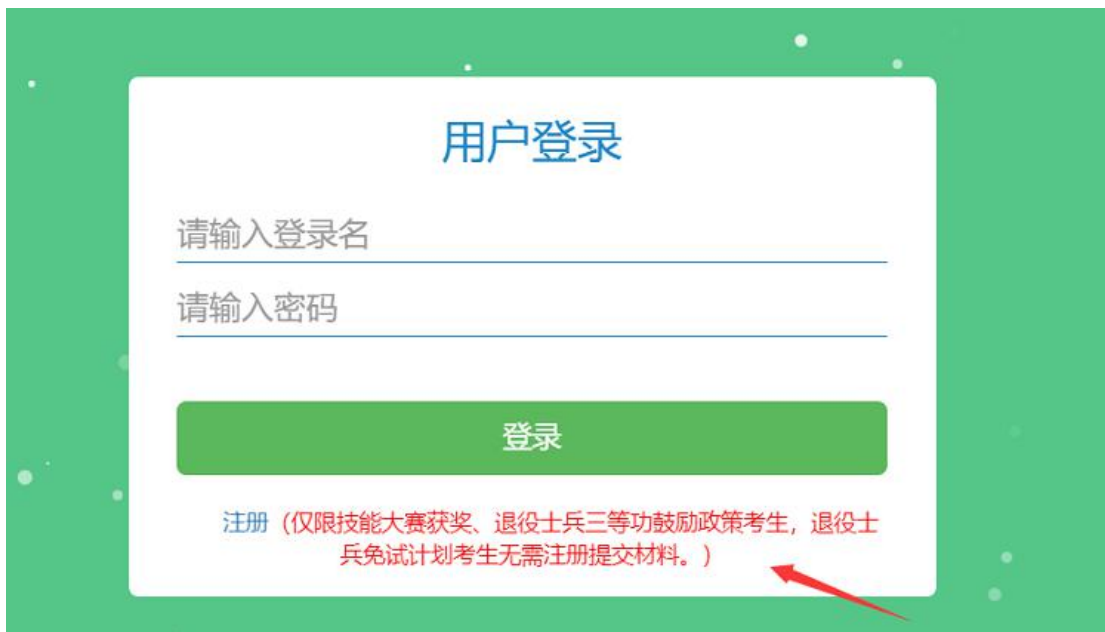 用户登录
请输入登录名
请输入密码
登录
注册（仅限技能大赛获奖、退役士兵三等功鼓励政策考生，退役士
兵免试计划考生无需注册提交材料。）